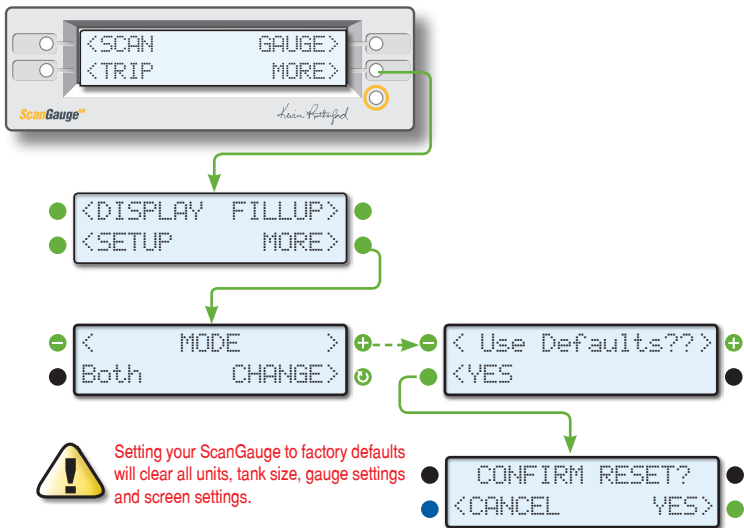 <SCAN GAUGE>
<TRIP MORE>
ScanGauge
<DISPLAY FILLUP>
<SETUP MORE>
< MODE >
Both CHANGE>
< Use Defaults??>
<YES
Setting your ScanGauge to factory defaults
will clear all units, tank size, gauge settings
and screen settings.
CONFIRM RESET?
<CANCEL YES>